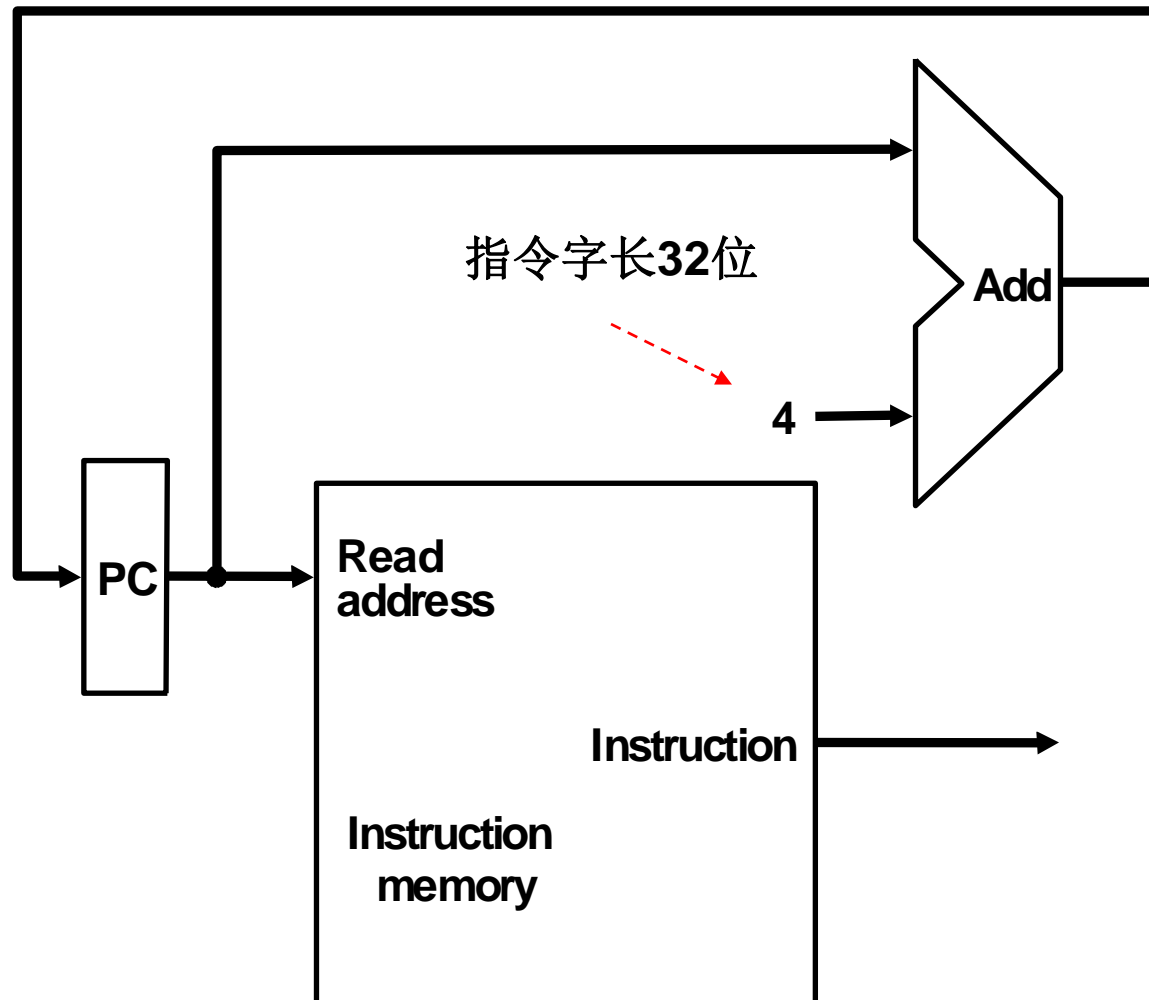 指令字长32位
Add
4
PC
Read
address
Instruction
Instruction
memory